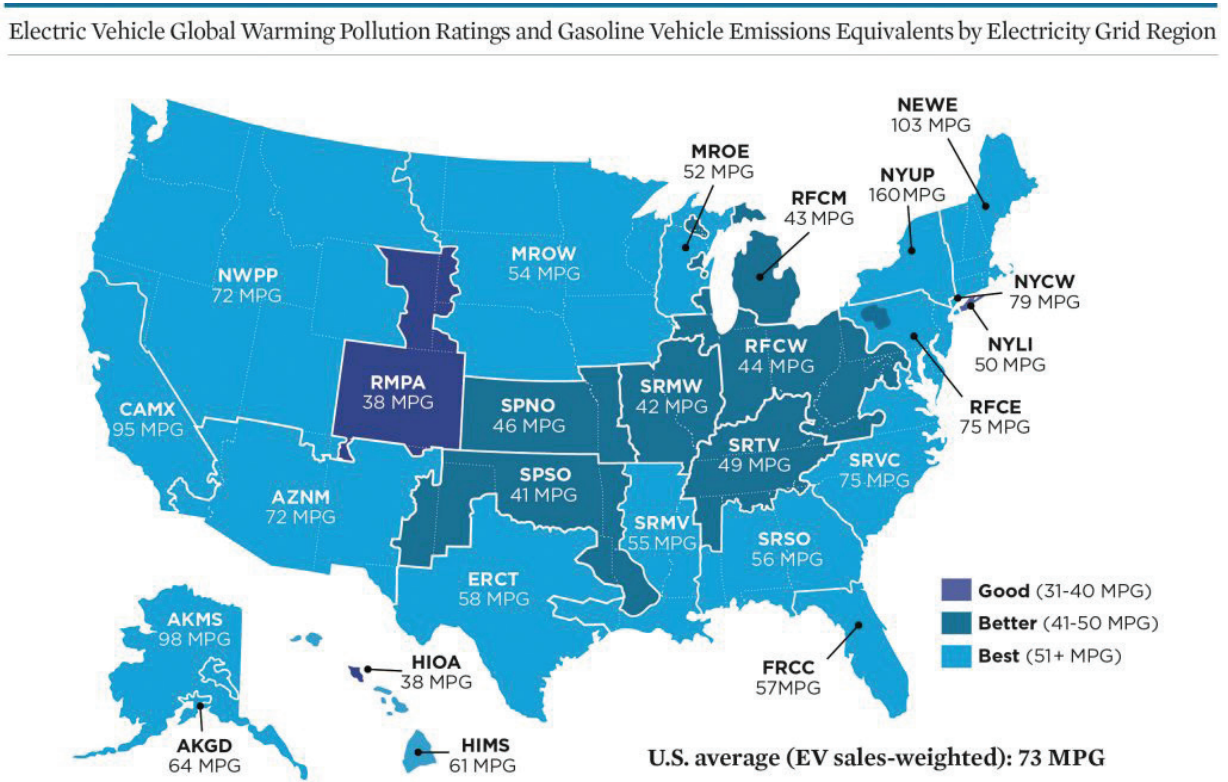 Electric Vehicle Global Warming Pollution Ratings and Gasoline Vehicle Emissions Equivalents by Electricity Grid Region
NEWE
103 MPG
MROE
52 MPG
NYUP
160 MPG
RFCM
43 MPG
MROW
54 MPG
NWPP
72 MPG
NYCW
79 MPG
NYLI
50 MPG
RFCW
44 MPG
RMPA
38 MPG
SRMW
42 MPG
SPNO
46 MPG
CAMX
95 MPG
RFCE
75 MPG
SRTV
49 MPG
SRVC
75 MPG
SPSO
41 MPG
AZNM
72 MPG
SRMV
55 MPG
SRSO
56 MPG
ERCT
58 MPG
Good (31-40 MPG)
Better (41-50 MPG)
Best (51+ MPG)
AKMS
98 MPG
HIOA
38 MPG
FRCC
57MPG
AKGD
64 MPG
HIMS
61 MPG
U.S. average (EV sales-weighted): 73 MPG